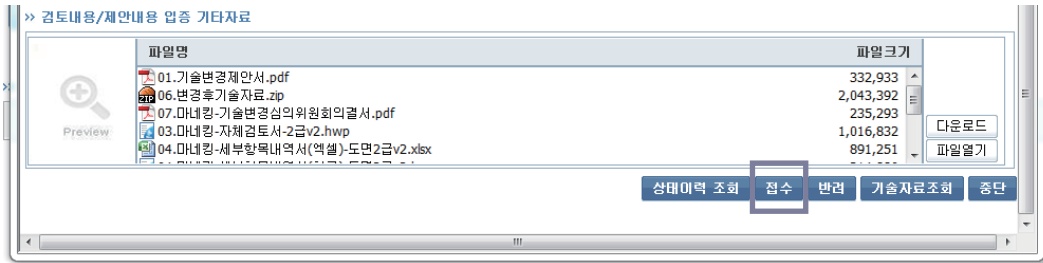 >> 검토내용/제안내용 입증 기타자료
파일명 파일크기
01.기술변경제안서.pdf 332,933
06.변경후기술자료.zip 2,043,392
07.마네킹-기술변경심의위원회의결서.pdf 235,293
03.마네킹-자체검토서-2급v2.hwp 1,016,832
04.마네킹-세부항목내역서(엑셀)-도면2급v2.xlsx 891,251
Preview
다운로드
파일열기
상태이력 조회 접수 반려 기술자료조회 중단